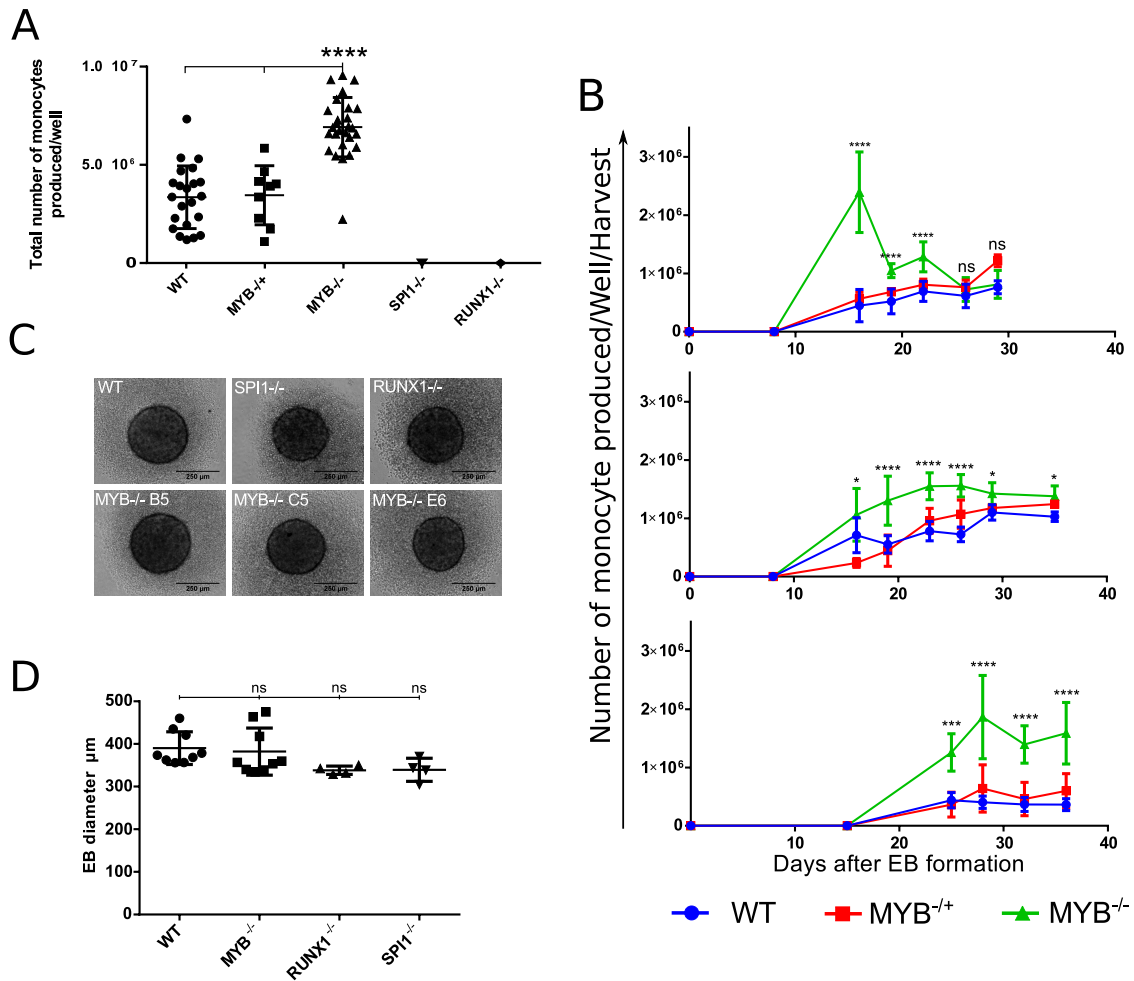 A
Total number of monocytes
produced/well
1.0 10⁷
5.0 10⁶
0
****
WT
MYB-/+
MYB-/-
SPI1-/-
RUNX1-/-
B
Number of monocyte produced/Well/Harvest
3×10⁶
2×10⁶
1×10⁶
0
**** **** **** ns ns
0 10 20 30 40
3×10⁶
2×10⁶
1×10⁶
0
* **** **** **** * *
0 10 20 30 40
3×10⁶
2×10⁶
1×10⁶
0
*** **** **** ****
0 10 20 30 40
Days after EB formation
WT MYB⁻/⁺ MYB⁻/⁻
C
WT SPI1-/- RUNX1-/-
250 µm 250 µm 250 µm
MYB-/- B5 MYB-/- C5 MYB-/- E6
250 µm 250 µm 250 µm
D
EB diameter µm
500
400
300
200
100
0
ns ns ns
WT
MYB⁻/⁻
RUNX1⁻/⁻
SPI1⁻/⁻